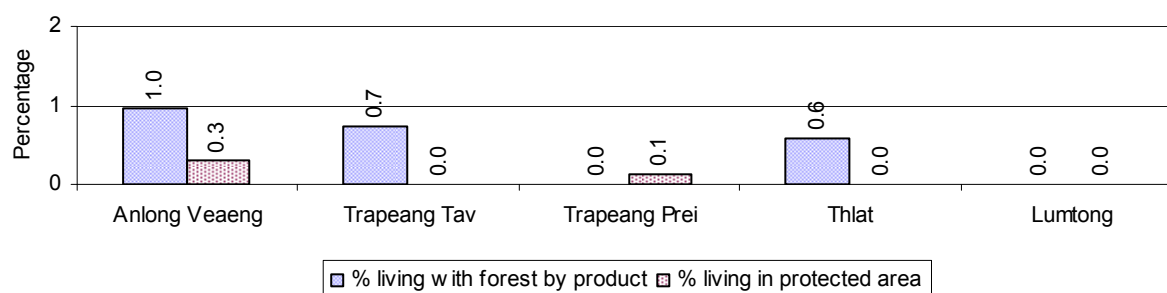 Percentage
2
1
0
1.0
0.3
0.7
0.0
0.0
0.1
0.6
0.0
0.0
0.0
Anlong Veaeng
Trapeang Tav
Trapeang Prei
Thlat
Lumtong
% living with forest by product
% living in protected area